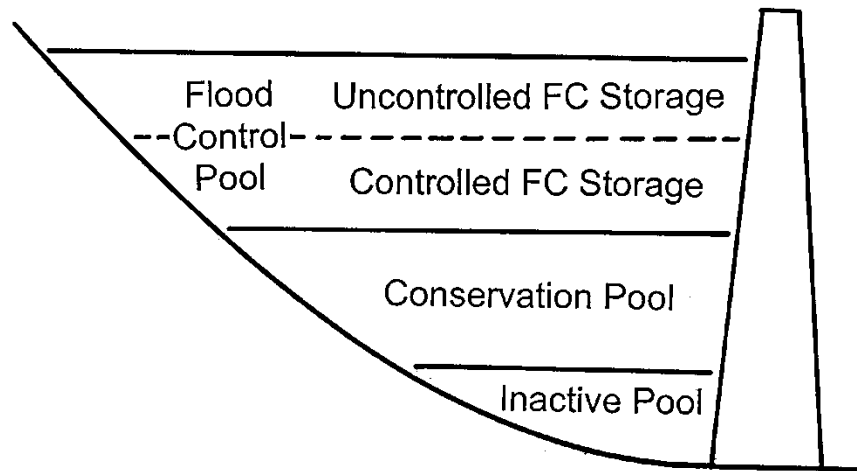 Flood
Control
Pool
Uncontrolled FC Storage
Controlled FC Storage
Conservation Pool
Inactive Pool